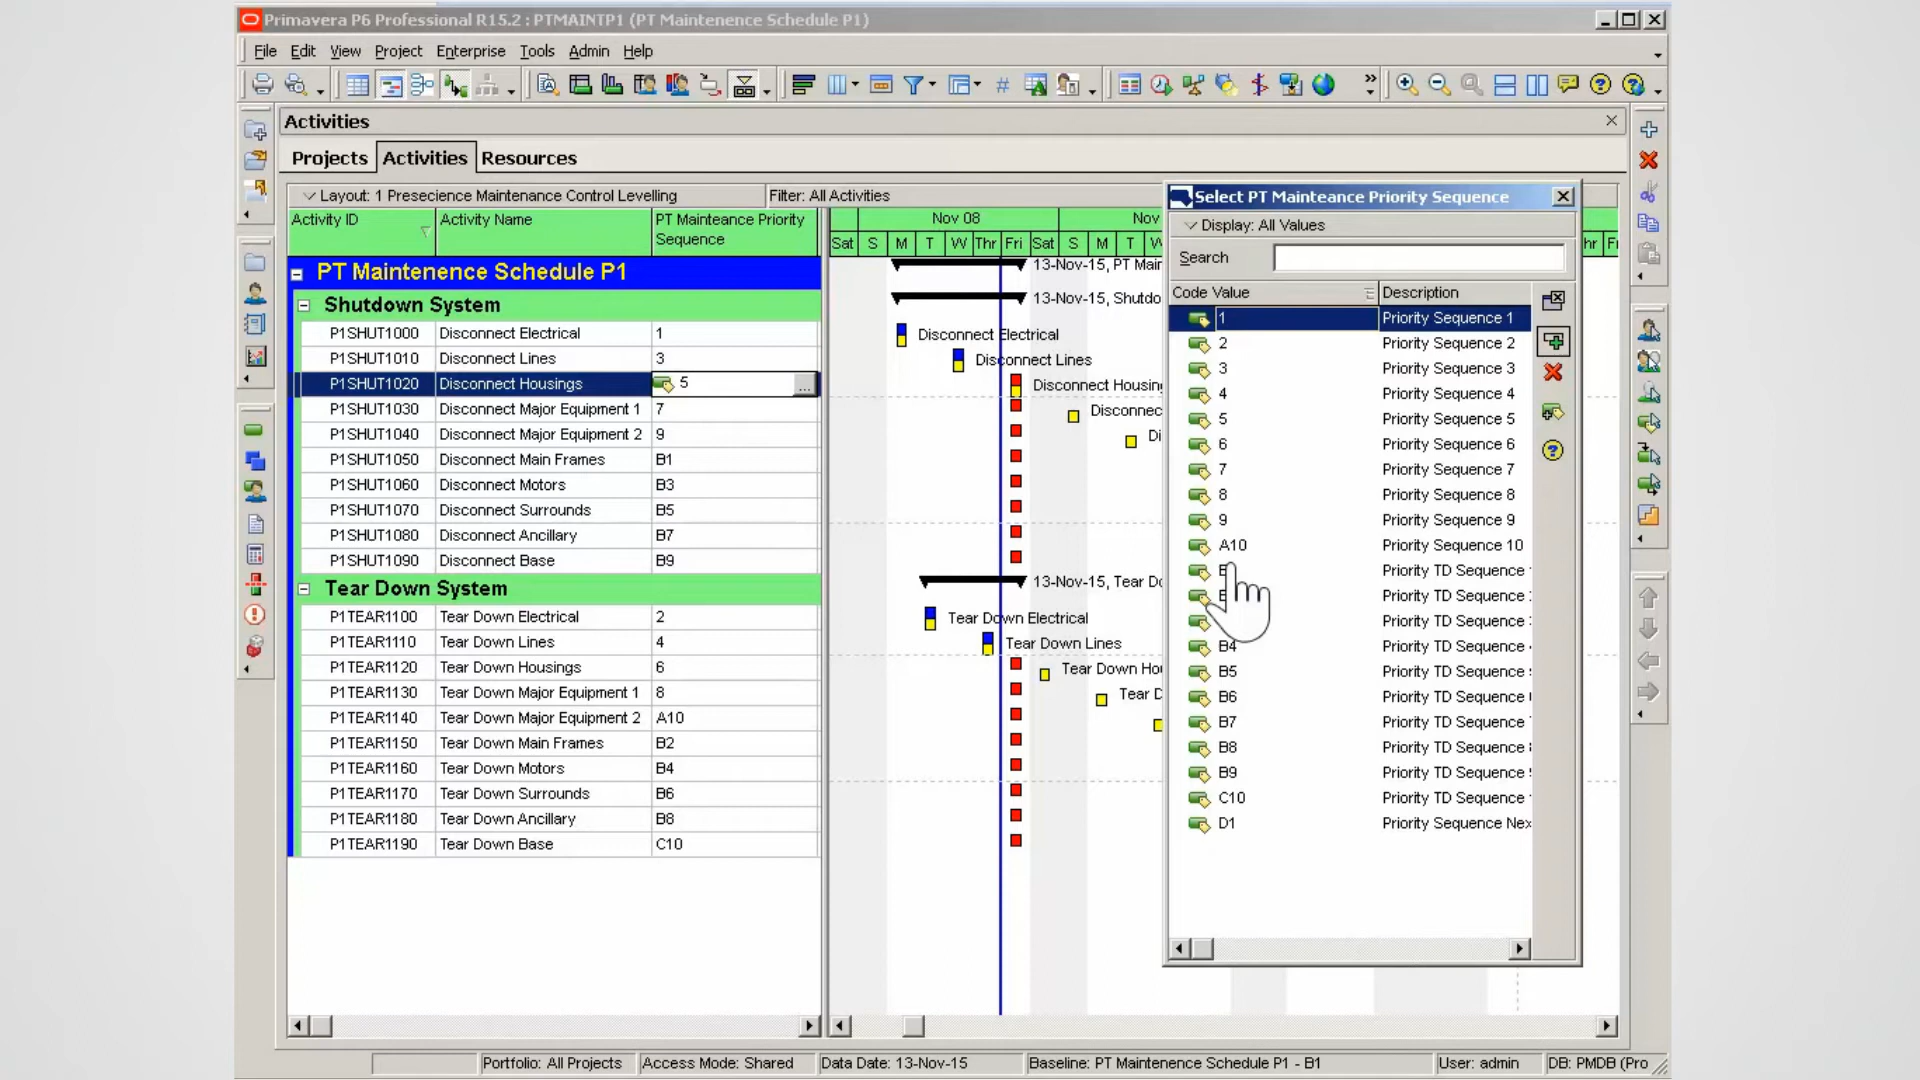 Primavera P6 Professional R15.2 : PTMAINTP1 (PT Maintenence Schedule P1)
File Edit View Project Enterprise Tools Admin Help
Activities
Projects Activities Resources
Layout: 1 Presecience Maintenance Control Levelling Filter: All Activities
Activity ID Activity Name PT Mainteance Priority Sequence
Nov 08 Nov
Sat S M T W Thr Fri Sat S M T
PT Maintenence Schedule P1 13-Nov-15, PT Mai
Shutdown System 13-Nov-15, Shutdo
P1SHUT1000 Disconnect Electrical 1 Disconnect Electrical
P1SHUT1010 Disconnect Lines 3 Disconnect Lines
P1SHUT1020 Disconnect Housings 5 ... Disconnect Housin
P1SHUT1030 Disconnect Major Equipment 1 7 Disconnec
P1SHUT1040 Disconnect Major Equipment 2 9 Di
P1SHUT1050 Disconnect Main Frames B1
P1SHUT1060 Disconnect Motors B3
P1SHUT1070 Disconnect Surrounds B5
P1SHUT1080 Disconnect Ancillary B7
P1SHUT1090 Disconnect Base B9
Tear Down System 13-Nov-15, Tear Do
P1TEAR1100 Tear Down Electrical 2 Tear Down Electrical
P1TEAR1110 Tear Down Lines 4 Tear Down Lines
P1TEAR1120 Tear Down Housings 6 Tear Down Ho
P1TEAR1130 Tear Down Major Equipment 1 8 Tear
P1TEAR1140 Tear Down Major Equipment 2 A10
P1TEAR1150 Tear Down Main Frames B2
P1TEAR1160 Tear Down Motors B4
P1TEAR1170 Tear Down Surrounds B6
P1TEAR1180 Tear Down Ancillary B8
P1TEAR1190 Tear Down Base C10
Select PT Mainteance Priority Sequence
Display: All Values
Search
Code Value Description
1 Priority Sequence 1
2 Priority Sequence 2
3 Priority Sequence 3
4 Priority Sequence 4
5 Priority Sequence 5
6 Priority Sequence 6
7 Priority Sequence 7
8 Priority Sequence 8
9 Priority Sequence 9
A10 Priority Sequence 10
Priority TD Sequence
Priority TD Sequence
Priority TD Sequence
B4 Priority TD Sequence
B5 Priority TD Sequence
B6 Priority TD Sequence
B7 Priority TD Sequence
B8 Priority TD Sequence
B9 Priority TD Sequence
C10 Priority TD Sequence
D1 Priority Sequence Nex
Portfolio: All Projects Access Mode: Shared Data Date: 13-Nov-15 Baseline: PT Maintenence Schedule P1 - B1 User: admin DB: PMDB (Pro